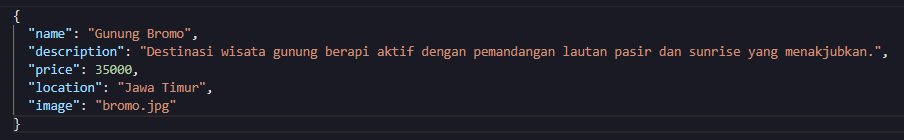 {
"name": "Gunung Bromo",
"description": "Destinasi wisata gunung berapi aktif dengan pemandangan lautan pasir dan sunrise yang menakjubkan.",
"price": 35000,
"location": "Jawa Timur",
"image": "bromo.jpg"
}